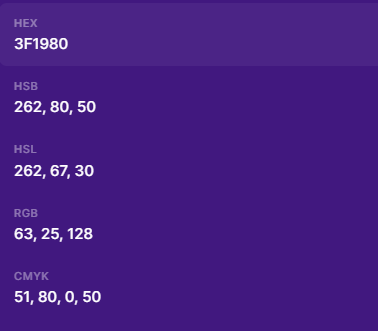 HEX
3F1980
HSB
262, 80, 50
HSL
262, 67, 30
RGB
63, 25, 128
CMYK
51, 80, 0, 50